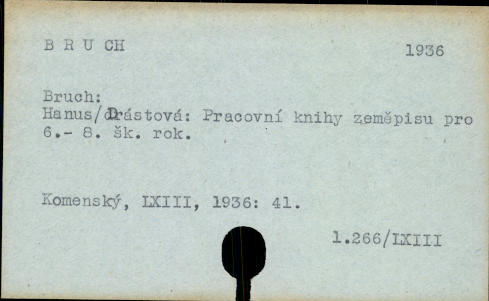 B R U CH
1936
Bruch:
Hanus/Drástová: Pracovní knihy zeměpisu pro
6.- 8. šk. rok.
Komenský, LXIII, 1936: 41.
1.266/LXIII